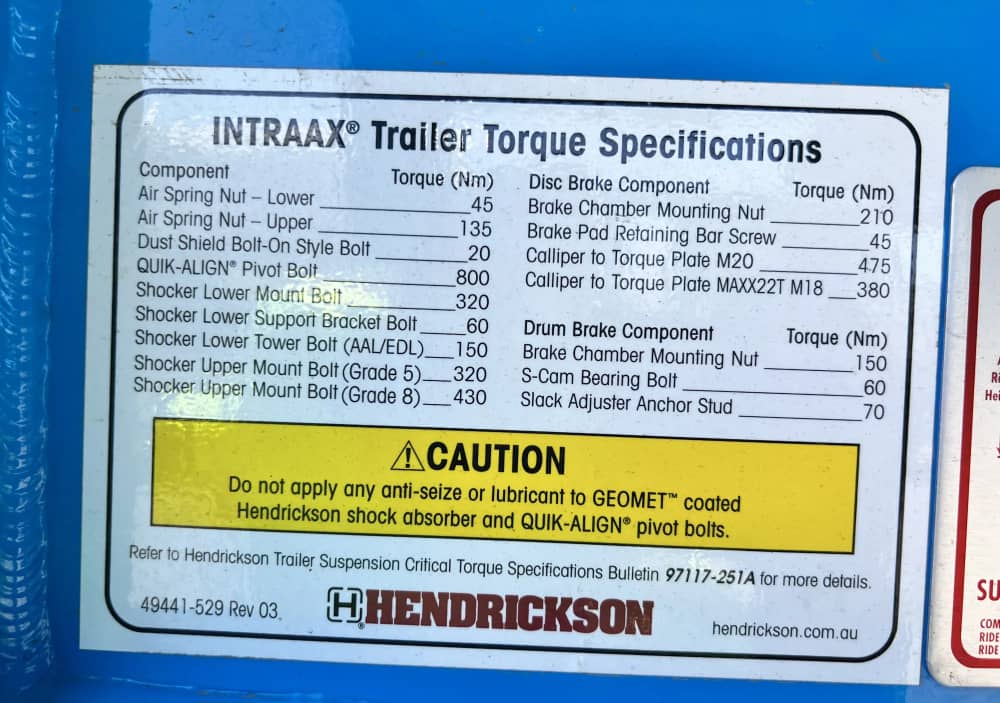 INTRAAX® Trailer Torque Specifications
Component Torque (Nm)
Air Spring Nut – Lower 45
Air Spring Nut – Upper 135
Dust Shield Bolt-On Style Bolt 20
QUIK-ALIGN® Pivot Bolt 800
Shocker Lower Mount Bolt 320
Shocker Lower Support Bracket Bolt 60
Shocker Lower Tower Bolt (AAL/EDL) 150
Shocker Upper Mount Bolt (Grade 5) 320
Shocker Upper Mount Bolt (Grade 8) 430
Disc Brake Component Torque (Nm)
Brake Chamber Mounting Nut 210
Brake Pad Retaining Bar Screw 45
Calliper to Torque Plate M20 475
Calliper to Torque Plate MAXX22T M18 380
Drum Brake Component Torque (Nm)
Brake Chamber Mounting Nut 150
S-Cam Bearing Bolt 60
Slack Adjuster Anchor Stud 70
⚠CAUTION
Do not apply any anti-seize or lubricant to GEOMET™ coated
Hendrickson shock absorber and QUIK-ALIGN® pivot bolts.
Refer to Hendrickson Trailer Suspension Critical Torque Specifications Bulletin 97117-251A for more details.
49441-529 Rev 03
H HENDRICKSON
®
hendrickson.com.au
SU
COM
RIDE
RIDE